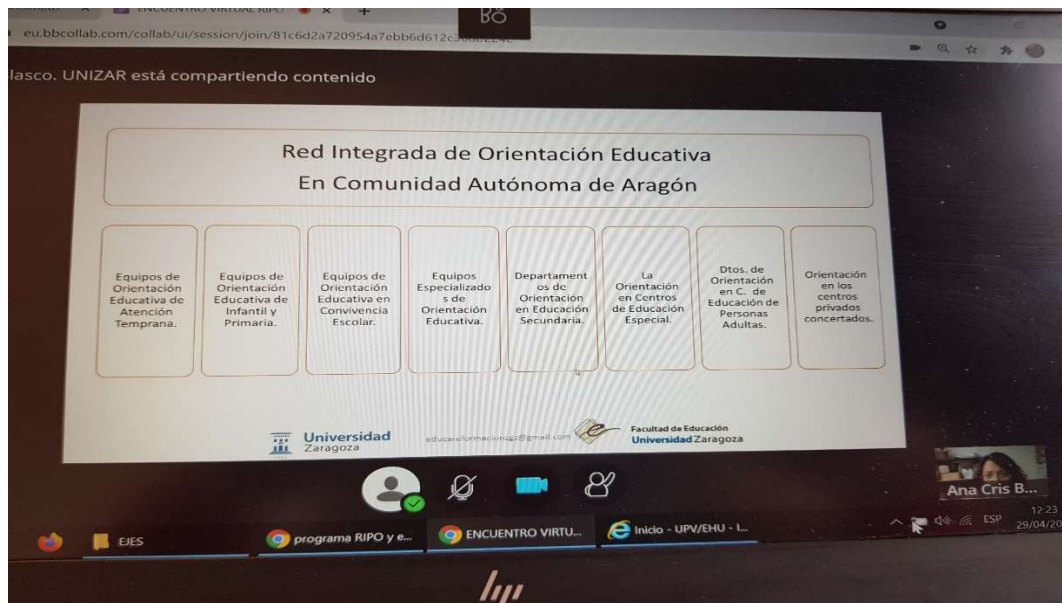 ENCUENTRO VIRTUAL RIPO
lasco. UNIZAR está compartiendo contenido
Red Integrada de Orientación Educativa
En Comunidad Autónoma de Aragón
Equipos de
Orientación
Educativa de
Atención
Temprana.
Equipos de
Orientación
Educativa de
Infantil y
Primaria.
Equipos de
Orientación
Educativa en
Convivencia
Escolar.
Equipos
Especializado
s de
Orientación
Educativa.
Departament
os de
Orientación
en Educación
Secundaria.
La
Orientación
en Centros
de Educación
Especial.
Dtos. de
Orientación
en C. de
Educación de
Personas
Adultas.
Orientación
en los
centros
privados
concertados.
Universidad
Zaragoza
Facultad de Educación
Universidad Zaragoza
Ana Cris B...
EJES
programa RIPO y e...
ENCUENTRO VIRTU...
Inicio - UPV/EHU - I...
ESP
12:23
29/04/20
hp